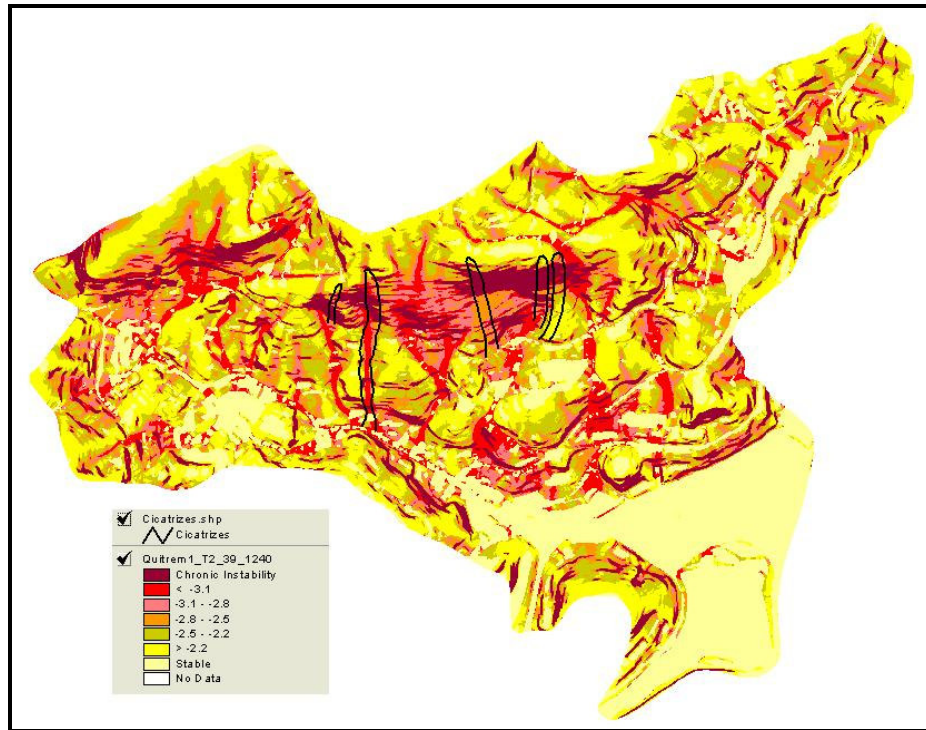 Cicatrizes.shp
Cicatrizes
Quitrem1_T2_39_1240
Chronic Instability
< -3.1
-3.1 - -2.8
-2.8 - -2.5
-2.5 - -2.2
> -2.2
Stable
No Data